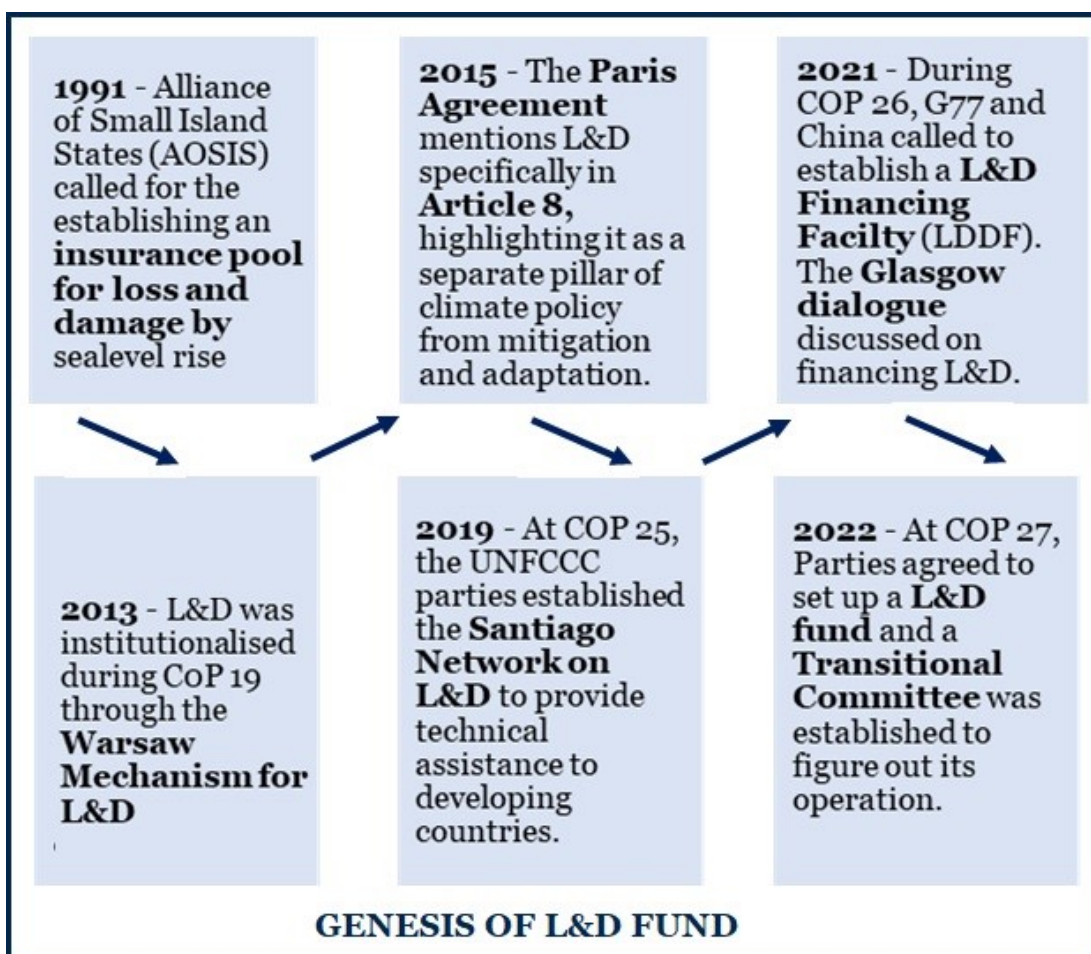 1991 - Alliance
of Small Island
States (AOSIS)
called for the
establishing an
insurance pool
for loss and
damage by
sealevel rise
2013 - L&D was
institutionalised
during CoP 19
through the
Warsaw
Mechanism for
L&D
2015 - The Paris
Agreement
mentions L&D
specifically in
Article 8,
highlighting it as a
separate pillar of
climate policy
from mitigation
and adaptation.
2019 - At COP 25,
the UNFCCC
parties established
the Santiago
Network on
L&D to provide
technical
assistance to
developing
countries.
2021 - During
COP 26, G77 and
China called to
establish a L&D
Financing
Facilty (LDDF).
The Glasgow
dialogue
discussed on
financing L&D.
2022 - At COP 27,
Parties agreed to
set up a L&D
fund and a
Transitional
Committee was
established to
figure out its
operation.
GENESIS OF L&D FUND